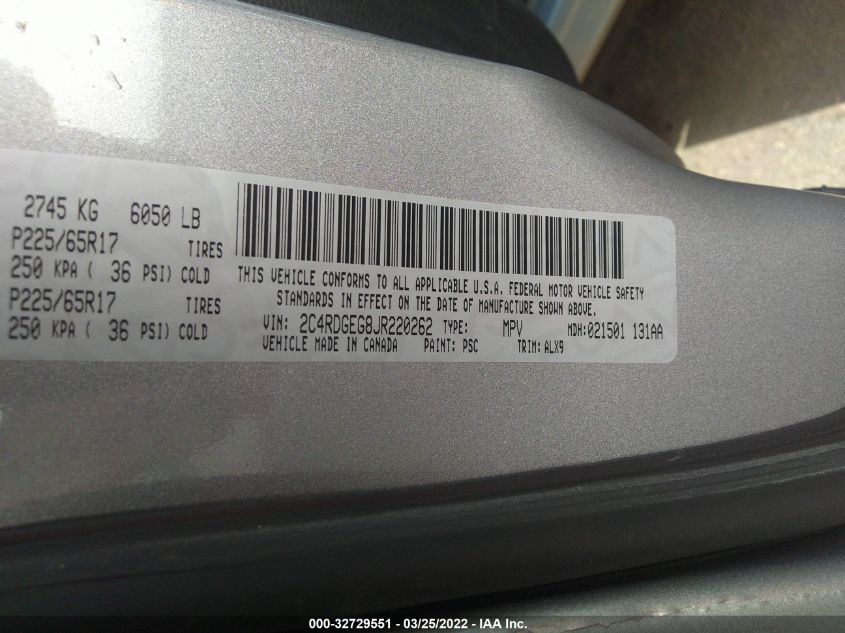 2745 KG 6050 LB
P225/65R17 TIRES
250 KPA ( 36 PSI) COLD
P225/65R17 TIRES
250 KPA ( 36 PSI) COLD
THIS VEHICLE CONFORMS TO ALL APPLICABLE U.S.A. FEDERAL MOTOR VEHICLE SAFETY
STANDARDS IN EFFECT ON THE DATE OF MANUFACTURE SHOWN ABOVE.
VIN: 2C4RDGEG8JR220262 TYPE: MPV MDH:021501 131AA
VEHICLE MADE IN CANADA PAINT: PSC TRIM: ALX9
000-32729551 / 03/25/2022 - IAA Inc.